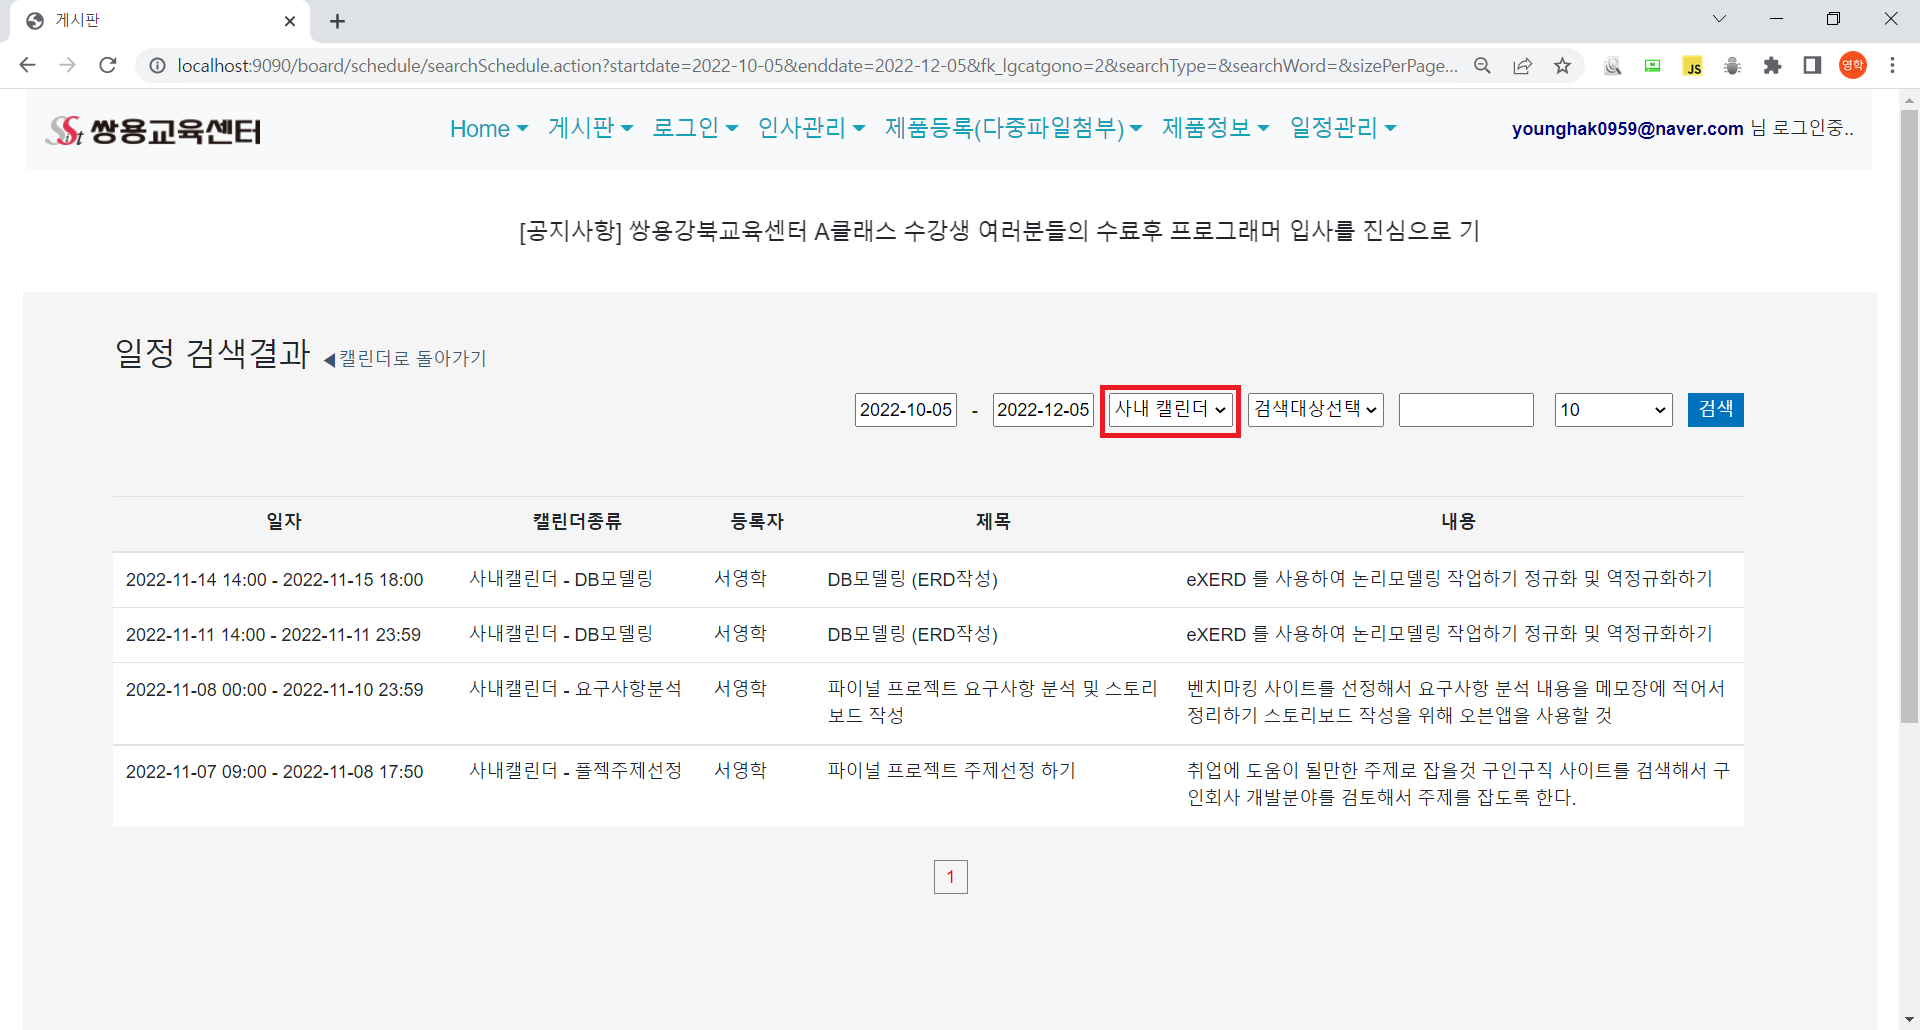 게시판
localhost:9090/board/schedule/searchSchedule.action?startdate=2022-10-05&enddate=2022-12-05&fk_lgcatgono=2&searchType=&searchWord=&sizePerPage...
JS
영학
Sist 쌍용교육센터
Home 게시판 로그인 인사관리 제품등록(다중파일첨부) 제품정보 일정관리
younghak0959@naver.com 님 로그인중..
[공지사항] 쌍용강북교육센터 A클래스 수강생 여러분들의 수료후 프로그래머 입사를 진심으로 기
일정 검색결과 ◀캘린더로 돌아가기
2022-10-05 - 2022-12-05 사내 캘린더 검색대상선택 10 검색
일자 캘린더종류 등록자 제목 내용
2022-11-14 14:00 - 2022-11-15 18:00 사내캘린더 - DB모델링 서영학 DB모델링 (ERD작성) eXERD 를 사용하여 논리모델링 작업하기 정규화 및 역정규화하기
2022-11-11 14:00 - 2022-11-11 23:59 사내캘린더 - DB모델링 서영학 DB모델링 (ERD작성) eXERD 를 사용하여 논리모델링 작업하기 정규화 및 역정규화하기
2022-11-08 00:00 - 2022-11-10 23:59 사내캘린더 - 요구사항분석 서영학 파이널 프로젝트 요구사항 분석 및 스토리 벤치마킹 사이트를 선정해서 요구사항 분석 내용을 메모장에 적어서
보드 작성 정리하기 스토리보드 작성을 위해 오븐앱을 사용할 것
2022-11-07 09:00 - 2022-11-08 17:50 사내캘린더 - 플젝주제선정 서영학 파이널 프로젝트 주제선정 하기 취업에 도움이 될만한 주제로 잡을것 구인구직 사이트를 검색해서 구
인회사 개발분야를 검토해서 주제를 잡도록 한다.
1